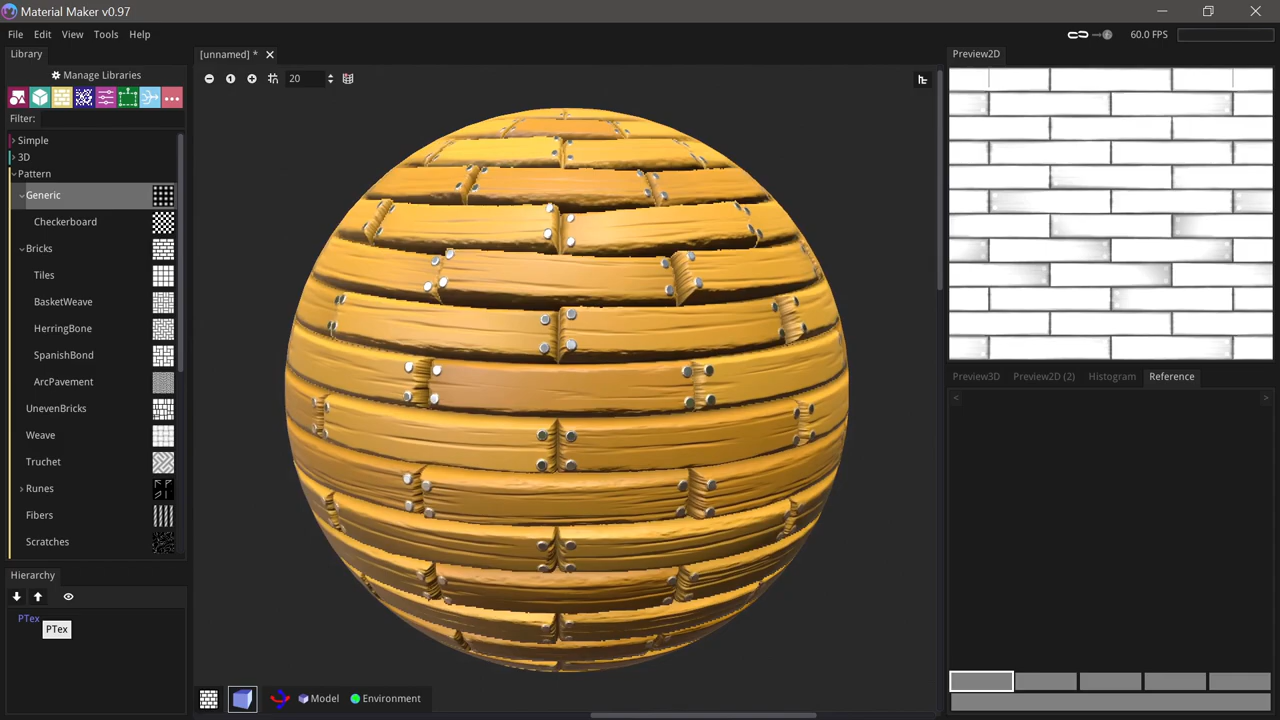 Material Maker v0.97
File Edit View Tools Help
60.0 FPS
Library
[unnamed] *
Preview2D
Manage Libraries
20
Filter:
Simple
3D
Pattern
Generic
Checkerboard
Bricks
Tiles
BasketWeave
HerringBone
SpanishBond
ArcPavement
UnevenBricks
Weave
Truchet
Runes
Fibers
Scratches
Preview3D Preview2D (2) Histogram Reference
< >
Hierarchy
PTex
PTex
Model Environment